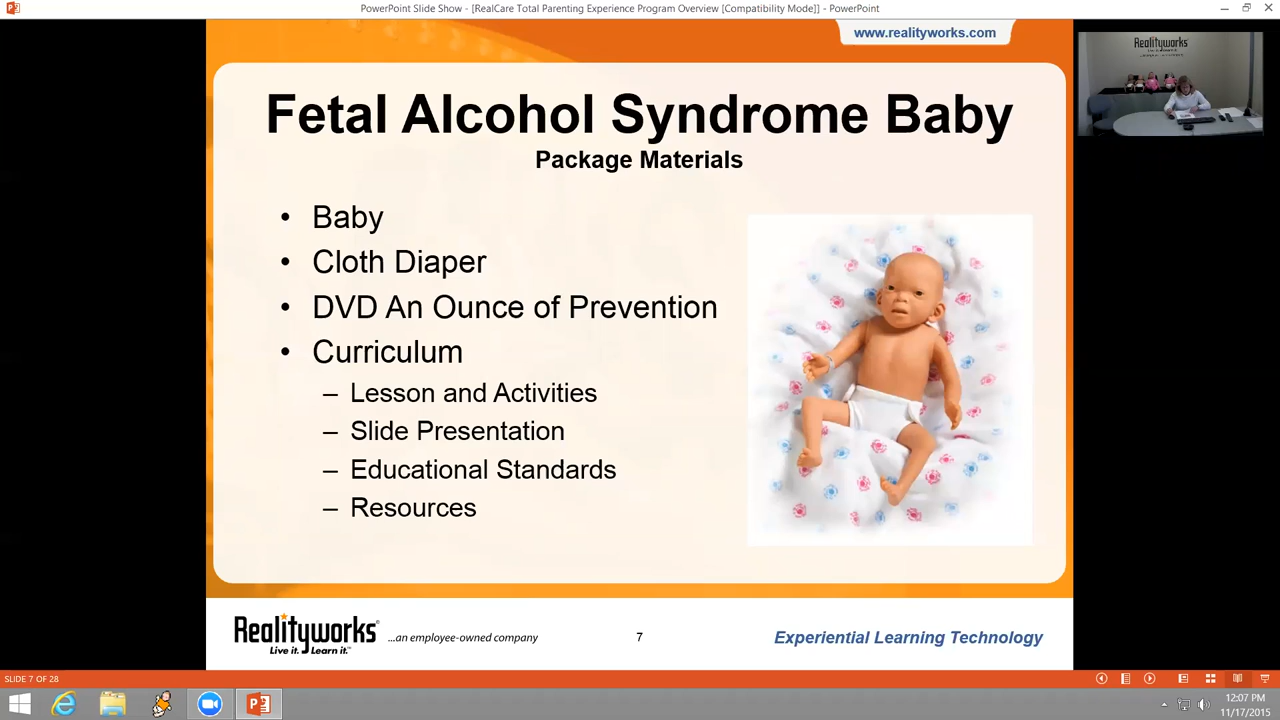 PowerPoint Slide Show - [RealCare Total Parenting Experience Program Overview [Compatibility Mode]] - PowerPoint
www.realityworks.com
Realityworks
Fetal Alcohol Syndrome Baby
Package Materials
• Baby
• Cloth Diaper
• DVD An Ounce of Prevention
• Curriculum
– Lesson and Activities
– Slide Presentation
– Educational Standards
– Resources
Realityworks
Live it. Learn it.™
...an employee-owned company
7
Experiential Learning Technology
SLIDE 7 OF 28
12:07 PM
11/17/2015